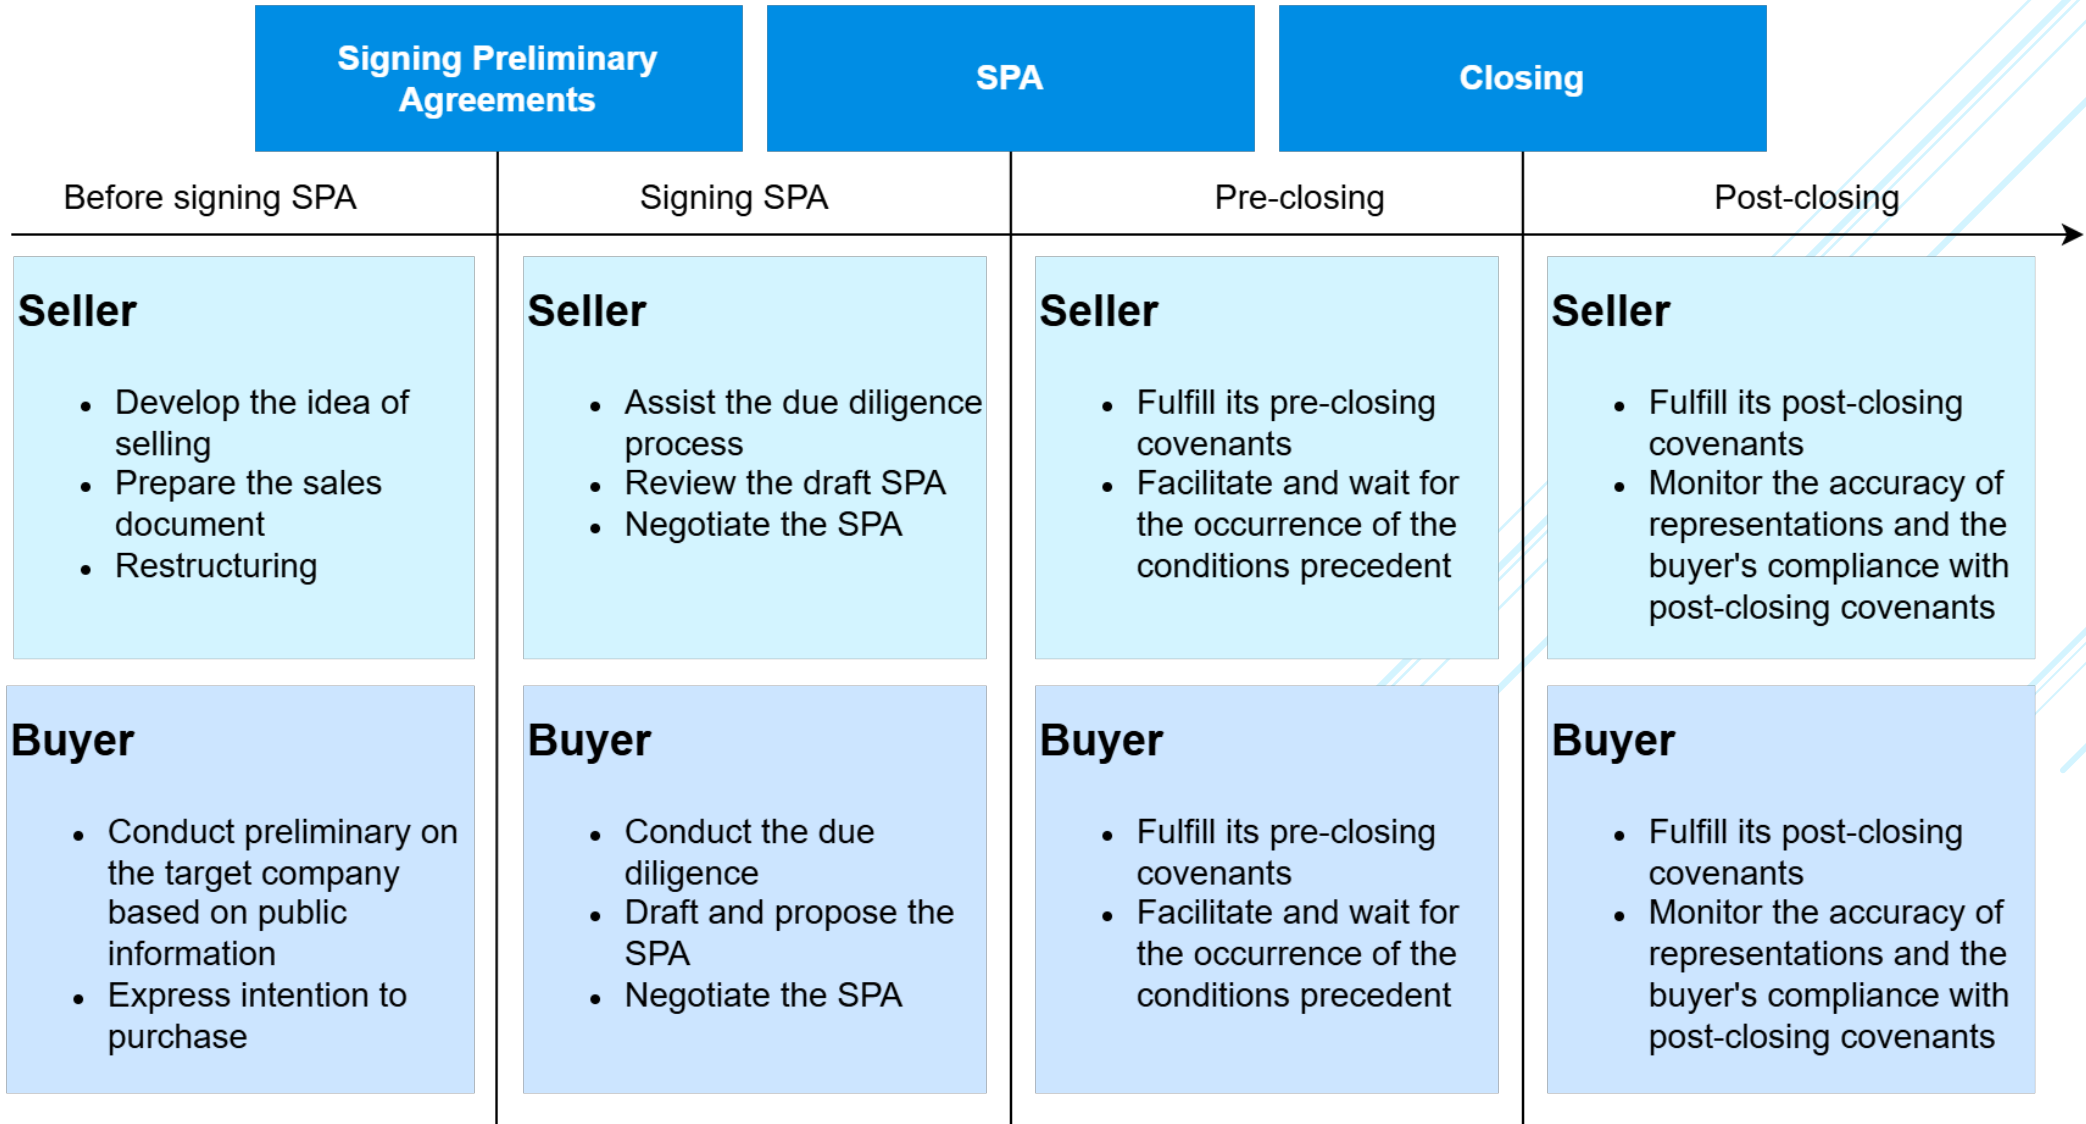 Signing Preliminary
Agreements
SPA
Closing
Before signing SPA
Signing SPA
Pre-closing
Post-closing
Seller
• Develop the idea of
selling
• Prepare the sales
document
• Restructuring
Seller
• Assist the due diligence
process
• Review the draft SPA
• Negotiate the SPA
Seller
• Fulfill its pre-closing
covenants
• Facilitate and wait for
the occurrence of the
conditions precedent
Seller
• Fulfill its post-closing
covenants
• Monitor the accuracy of
representations and the
buyer's compliance with
post-closing covenants
Buyer
• Conduct preliminary on
the target company
based on public
information
• Express intention to
purchase
Buyer
• Conduct the due
diligence
• Draft and propose the
SPA
• Negotiate the SPA
Buyer
• Fulfill its pre-closing
covenants
• Facilitate and wait for
the occurrence of the
conditions precedent
Buyer
• Fulfill its post-closing
covenants
• Monitor the accuracy of
representations and the
buyer's compliance with
post-closing covenants